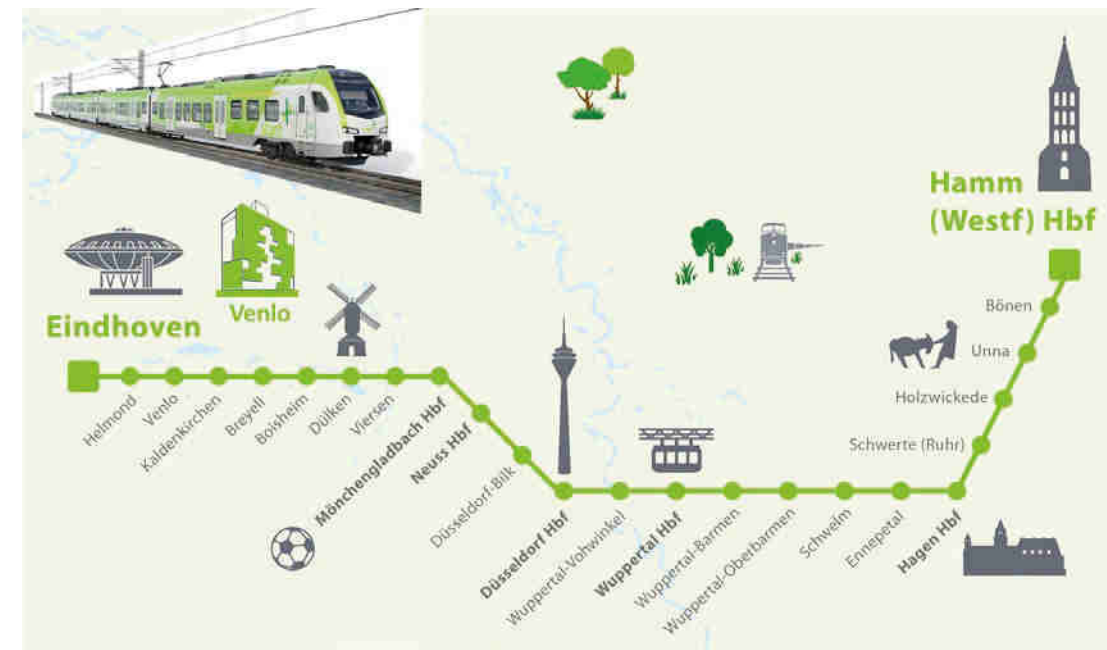 Hamm
(Westf) Hbf
Eindhoven
Venlo
Helmond
Venlo
Kaldenkirchen
Breyell
Boisheim
Dülken
Viersen
Mönchengladbach Hbf
Neuss Hbf
Düsseldorf-Bilk
Düsseldorf Hbf
Wuppertal-Vohwinkel
Wuppertal Hbf
Wuppertal-Barmen
Wuppertal-Oberbarmen
Schwelm
Ennepetal
Hagen Hbf
Schwerte (Ruhr)
Holzwickede
Unna
Bönen